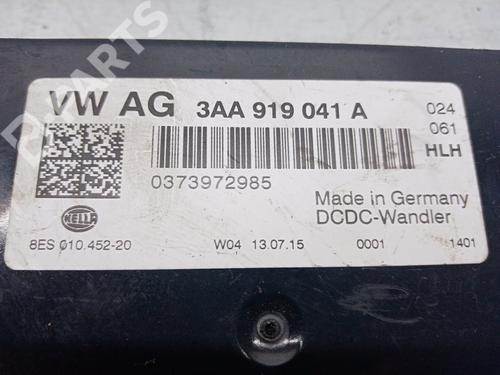 VW AG 3AA 919 041 A
024
061
HLH
0373972985
Made in Germany
DCDC-Wandler
HELLA
8ES 010.452-20
W04 13.07.15
0001
1401
B-PARTS